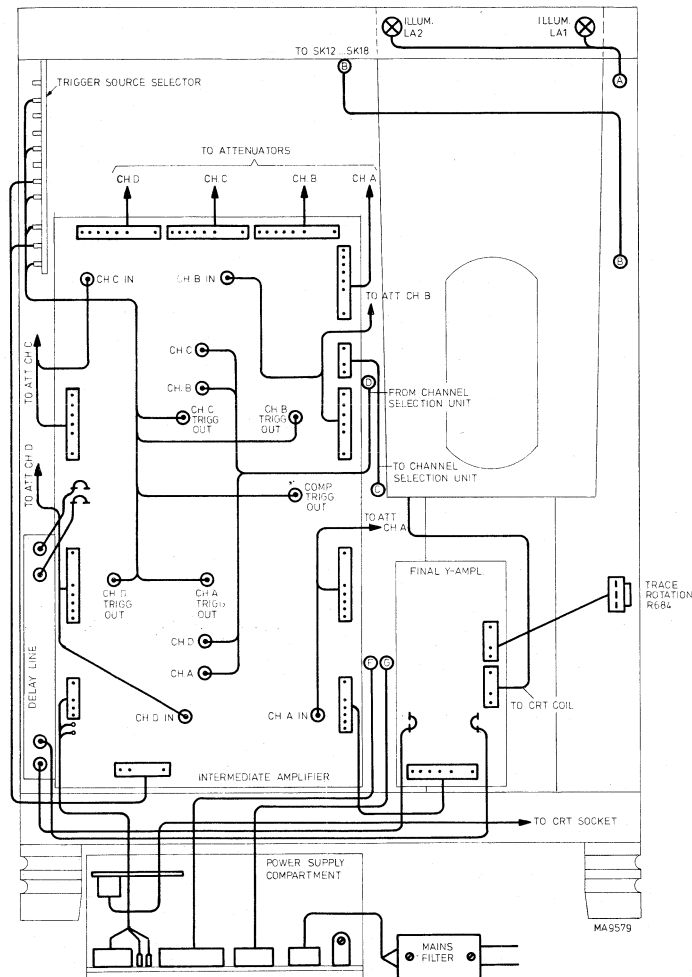 ILLUM. LA2
ILLUM. LA1
TO SK12...SK18
B
A
TRIGGER SOURCE SELECTOR
TO ATTENUATORS
CH D
CH.C
CH.B
CH A
B
CH C IN
CH B IN
TO ATT CH B
CH C
CH.B
TO ATT CH C
D
FROM CHANNEL
SELECTION UNIT
CH.C
TRIGG
OUT
CH B
TRIGG
OUT
TO CHANNEL
SELECTION UNIT
C
TO ATT CH D
COMP
TRIGG
OUT
TO ATT
CH A
FINAL Y-AMPL
TRACE
ROTATION
R684
TRIGG
OUT
CH A
TRIGG
OUT
CH D
CH A
F
G
DELAY LINE
CH D IN
CH A IN
TO CRT COIL
INTERMEDIATE AMPLIFIER
TO CRT SOCKET
POWER SUPPLY
COMPARTMENT
MA9579
MAINS
FILTER